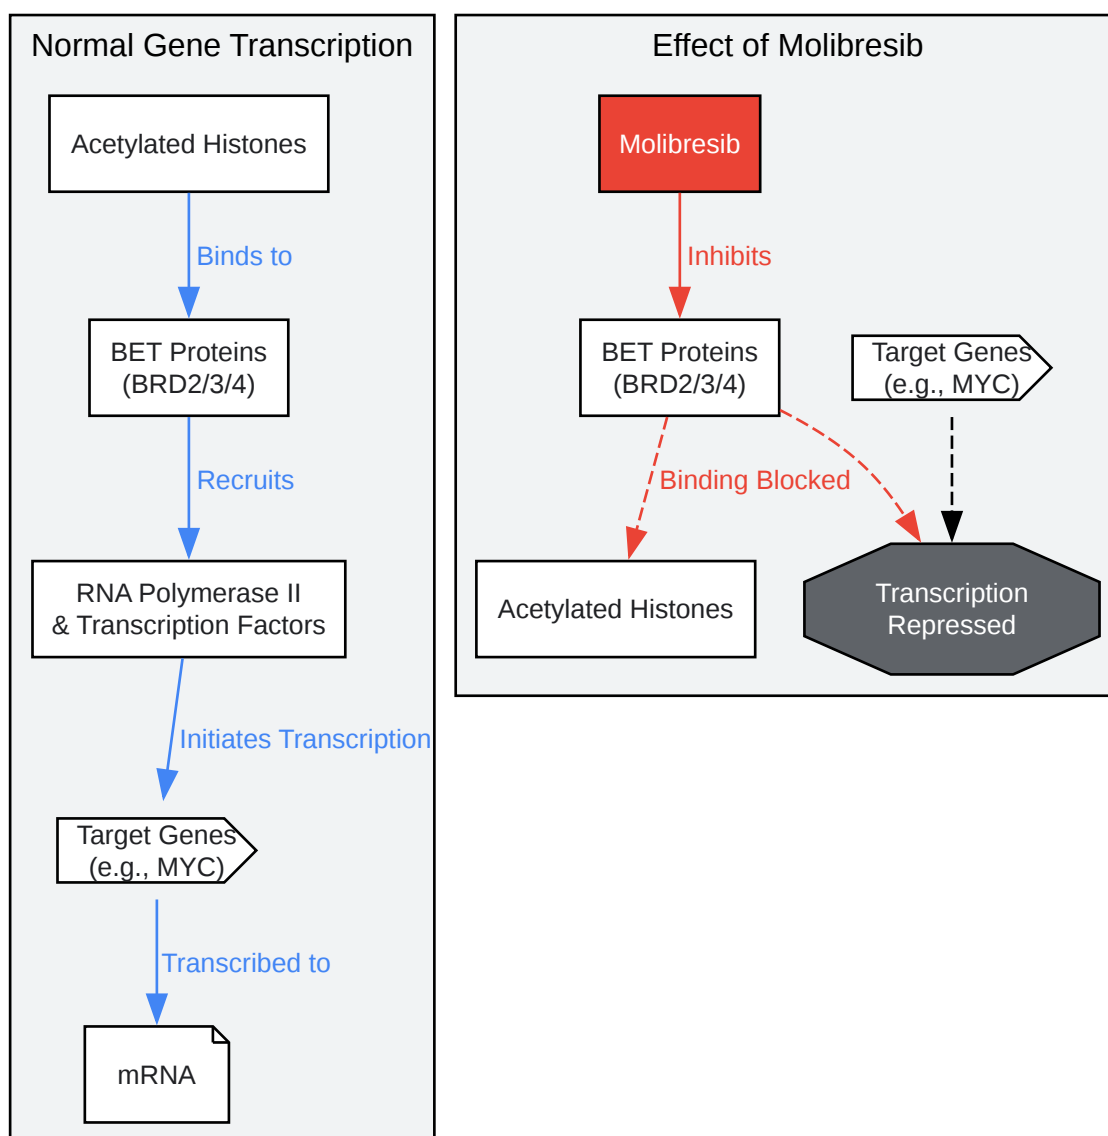 Normal Gene Transcription
Acetylated Histones
Binds to
BET Proteins
(BRD2/3/4)
Recruits
RNA Polymerase II
& Transcription Factors
Initiates Transcription
Target Genes
(e.g., MYC)
Transcribed to
mRNA
Effect of Molibresib
Molibresib
Inhibits
BET Proteins
(BRD2/3/4)
Target Genes
(e.g., MYC)
Binding Blocked
Acetylated Histones
Transcription
Repressed